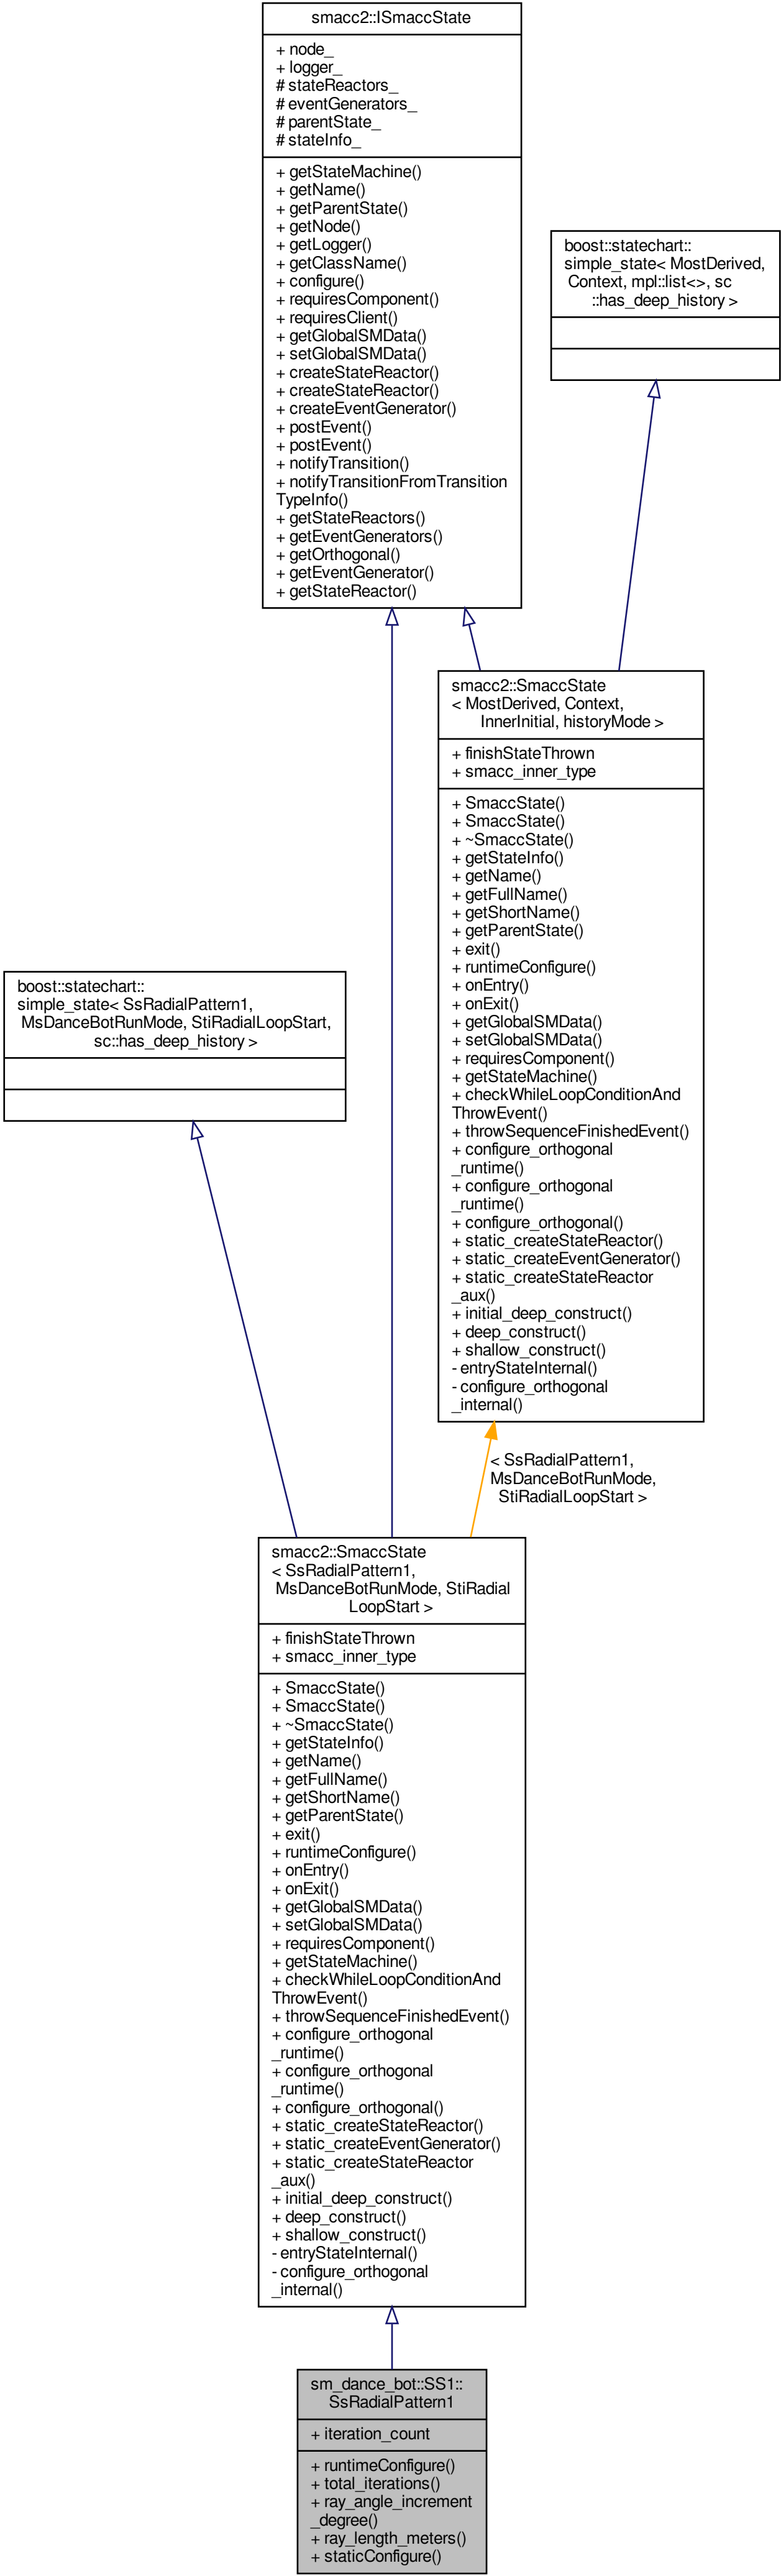 smacc2::ISmaccState
+ node_
+ logger_
# stateReactors_
# eventGenerators_
# parentState_
# stateInfo_
+ getStateMachine()
+ getName()
+ getParentState()
+ getNode()
+ getLogger()
+ getClassName()
+ configure()
+ requiresComponent()
+ requiresClient()
+ getGlobalSMData()
+ setGlobalSMData()
+ createStateReactor()
+ createStateReactor()
+ createEventGenerator()
+ postEvent()
+ postEvent()
+ notifyTransition()
+ notifyTransitionFromTransition
TypeInfo()
+ getStateReactors()
+ getEventGenerators()
+ getOrthogonal()
+ getEventGenerator()
+ getStateReactor()
boost::statechart::
simple_state< MostDerived,
Context, mpl::list<>, sc
::has_deep_history >
smacc2::SmaccState
< MostDerived, Context,
InnerInitial, historyMode >
+ finishStateThrown
+ smacc_inner_type
+ SmaccState()
+ SmaccState()
+ ~SmaccState()
+ getStateInfo()
+ getName()
+ getFullName()
+ getShortName()
+ getParentState()
+ exit()
+ runtimeConfigure()
+ onEntry()
+ onExit()
+ getGlobalSMData()
+ setGlobalSMData()
+ requiresComponent()
+ getStateMachine()
+ checkWhileLoopConditionAnd
ThrowEvent()
+ throwSequenceFinishedEvent()
+ configure_orthogonal
_runtime()
+ configure_orthogonal
_runtime()
+ configure_orthogonal()
+ static_createStateReactor()
+ static_createEventGenerator()
+ static_createStateReactor
_aux()
+ initial_deep_construct()
+ deep_construct()
+ shallow_construct()
- entryStateInternal()
- configure_orthogonal
_internal()
boost::statechart::
simple_state< SsRadialPattern1,
MsDanceBotRunMode, StiRadialLoopStart,
sc::has_deep_history >
< SsRadialPattern1,
MsDanceBotRunMode,
StiRadialLoopStart >
smacc2::SmaccState
< SsRadialPattern1,
MsDanceBotRunMode, StiRadial
LoopStart >
+ finishStateThrown
+ smacc_inner_type
+ SmaccState()
+ SmaccState()
+ ~SmaccState()
+ getStateInfo()
+ getName()
+ getFullName()
+ getShortName()
+ getParentState()
+ exit()
+ runtimeConfigure()
+ onEntry()
+ onExit()
+ getGlobalSMData()
+ setGlobalSMData()
+ requiresComponent()
+ getStateMachine()
+ checkWhileLoopConditionAnd
ThrowEvent()
+ throwSequenceFinishedEvent()
+ configure_orthogonal
_runtime()
+ configure_orthogonal
_runtime()
+ configure_orthogonal()
+ static_createStateReactor()
+ static_createEventGenerator()
+ static_createStateReactor
_aux()
+ initial_deep_construct()
+ deep_construct()
+ shallow_construct()
- entryStateInternal()
- configure_orthogonal
_internal()
sm_dance_bot::SS1::
SsRadialPattern1
+ iteration_count
+ runtimeConfigure()
+ total_iterations()
+ ray_angle_increment
_degree()
+ ray_length_meters()
+ staticConfigure()